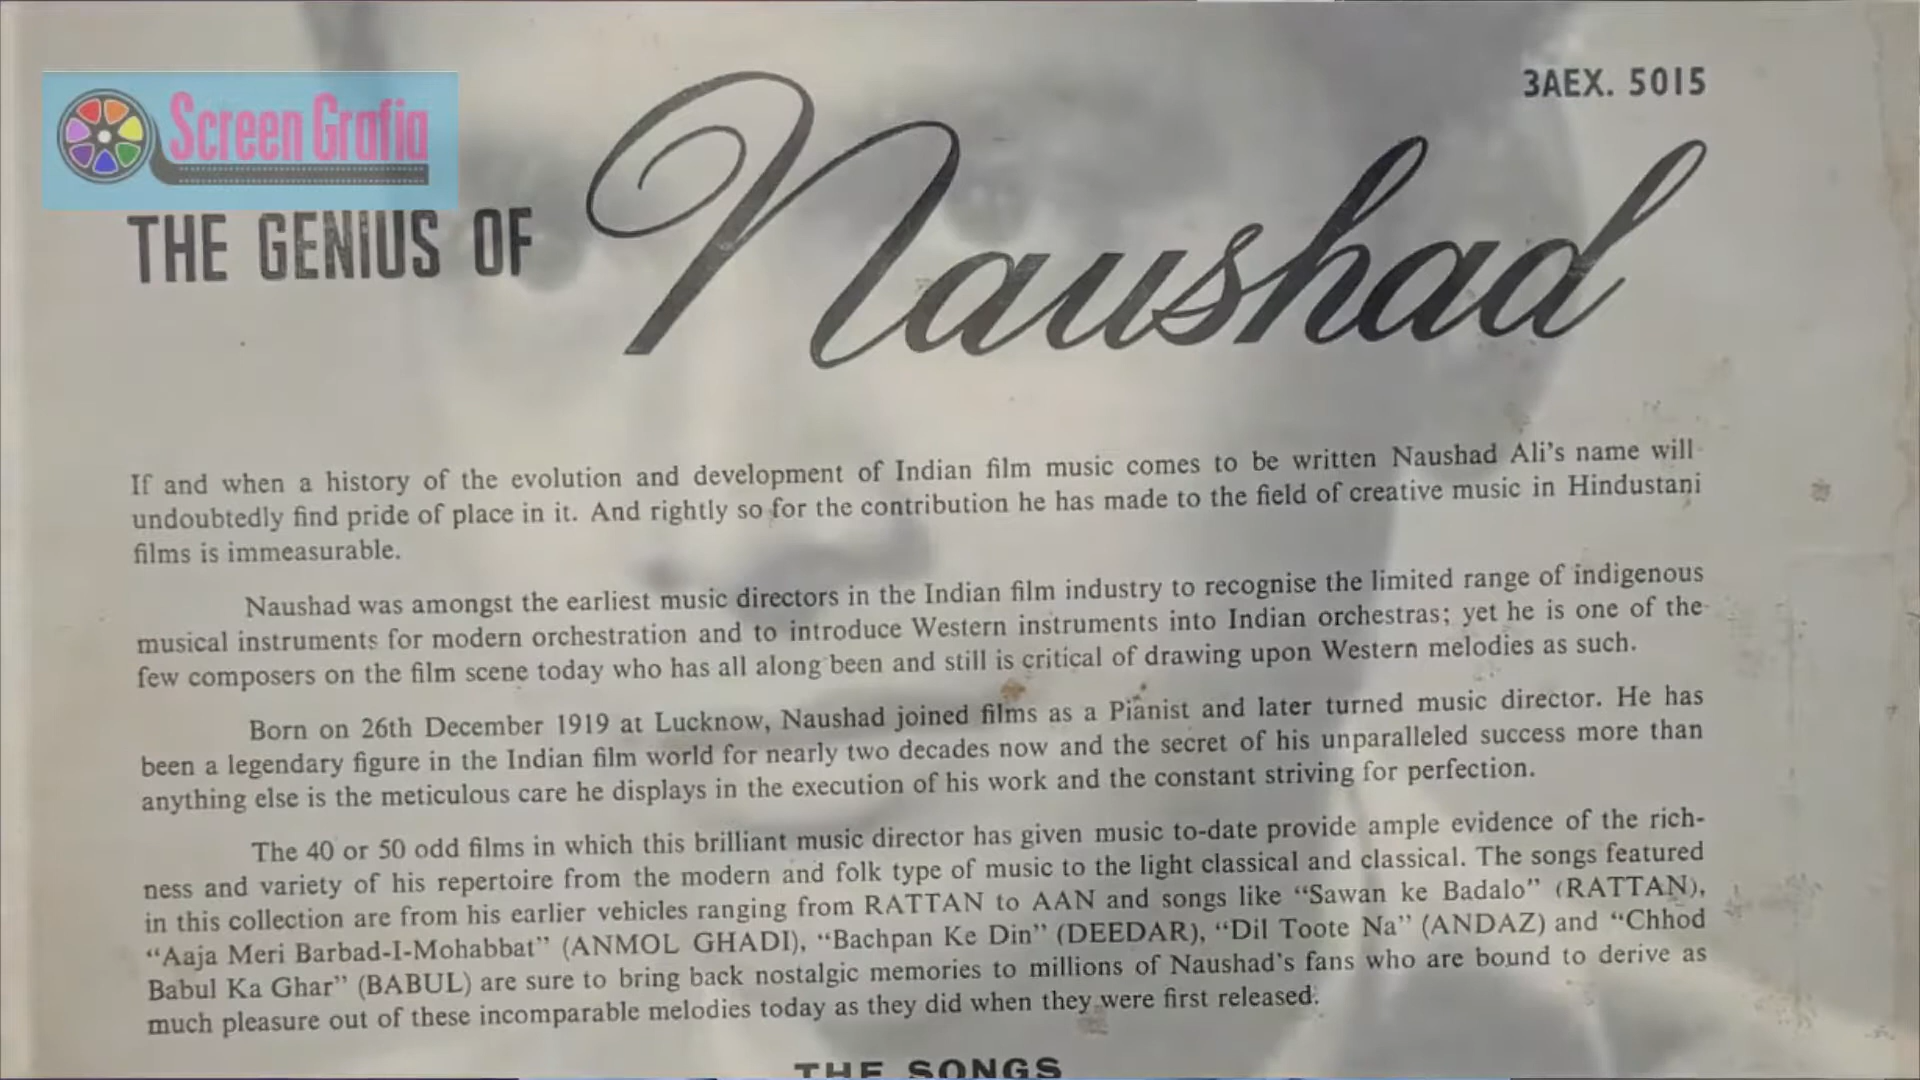 3AEX. 5015
Screen Grafia
THE GENIUS OF Naushad
If and when a history of the evolution and development of Indian film music comes to be written Naushad Ali's name will
undoubtedly find pride of place in it. And rightly so for the contribution he has made to the field of creative music in Hindustani
films is immeasurable.
Naushad was amongst the earliest music directors in the Indian film industry to recognise the limited range of indigenous
musical instruments for modern orchestration and to introduce Western instruments into Indian orchestras; yet he is one of the
few composers on the film scene today who has all along been and still is critical of drawing upon Western melodies as such.
Born on 26th December 1919 at Lucknow, Naushad joined films as a Pianist and later turned music director. He has
been a legendary figure in the Indian film world for nearly two decades now and the secret of his unparalleled success more than
anything else is the meticulous care he displays in the execution of his work and the constant striving for perfection.
The 40 or 50 odd films in which this brilliant music director has given music to-date provide ample evidence of the rich-
ness and variety of his repertoire from the modern and folk type of music to the light classical and classical. The songs featured
in this collection are from his earlier vehicles ranging from RATTAN to AAN and songs like “Sawan ke Badalo” (RATTAN),
“Aaja Meri Barbad-I-Mohabbat” (ANMOL GHADI), “Bachpan Ke Din” (DEEDAR), “Dil Toote Na” (ANDAZ) and “Chhod
Babul Ka Ghar” (BABUL) are sure to bring back nostalgic memories to millions of Naushad's fans who are bound to derive as
much pleasure out of these incomparable melodies today as they did when they were first released.
THE SONGS